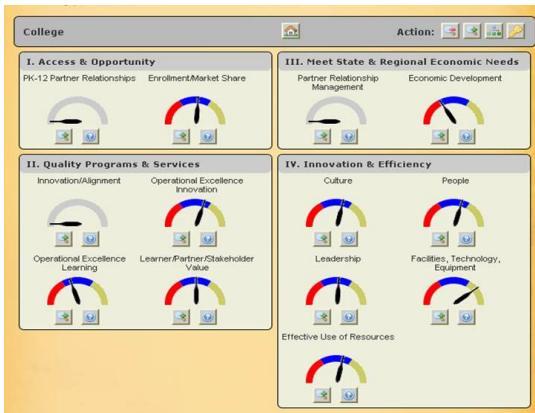 College
Action:
I. Access & Opportunity
PK-12 Partner Relationships
Enrollment/Market Share
II. Quality Programs & Services
Innovation/Alignment
Operational Excellence
Innovation
Operational Excellence
Learning
Learner/Partner/Stakeholder
Value
III. Meet State & Regional Economic Needs
Partner Relationship
Management
Economic Development
IV. Innovation & Efficiency
Culture
People
Leadership
Facilities, Technology,
Equipment
Effective Use of Resources